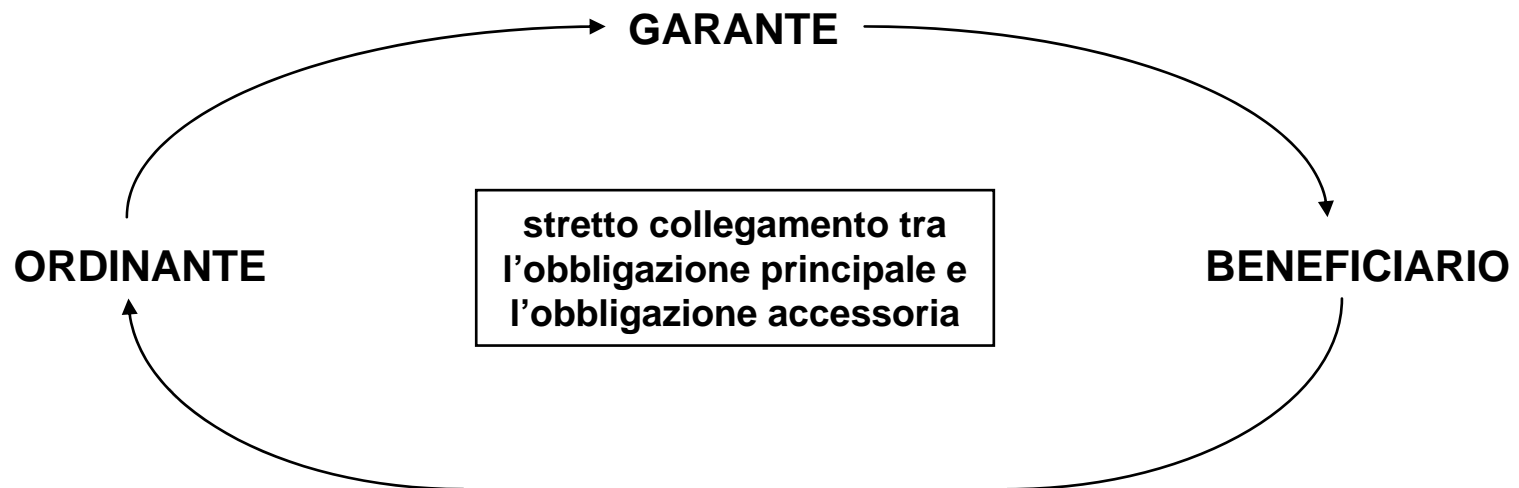 GARANTE
stretto collegamento tra
l’obbligazione principale e
l’obbligazione accessoria
ORDINANTE
BENEFICIARIO